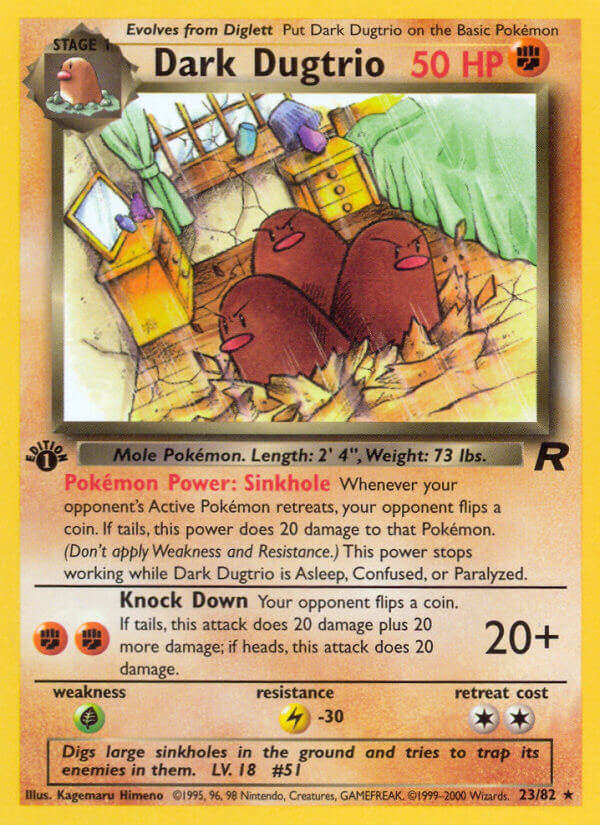 Evolves from Diglett Put Dark Dugtrio on the Basic Pokémon
STAGE 1
Dark Dugtrio 50 HP
EDITION
1
Mole Pokémon. Length: 2' 4", Weight: 73 lbs.
R
Pokémon Power: Sinkhole Whenever your
opponent's Active Pokémon retreats, your opponent flips a
coin. If tails, this power does 20 damage to that Pokémon.
(Don't apply Weakness and Resistance.) This power stops
working while Dark Dugtrio is Asleep, Confused, or Paralyzed.
Knock Down Your opponent flips a coin.
If tails, this attack does 20 damage plus 20
more damage; if heads, this attack does 20
damage.
20+
weakness resistance retreat cost
-30
Digs large sinkholes in the ground and tries to trap its
enemies in them. LV. 18 #51
Illus. Kagemaru Himeno ©1995, 96, 98 Nintendo, Creatures, GAMEFREAK. ©1999-2000 Wizards. 23/82 ★